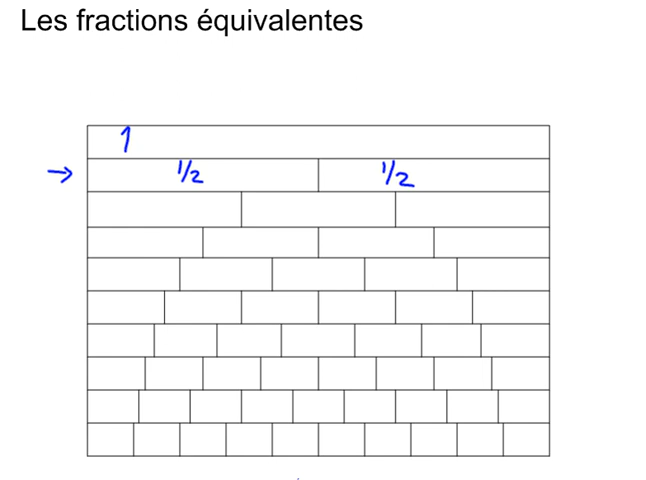 Les fractions équivalentes
1
→ 1/2 1/2